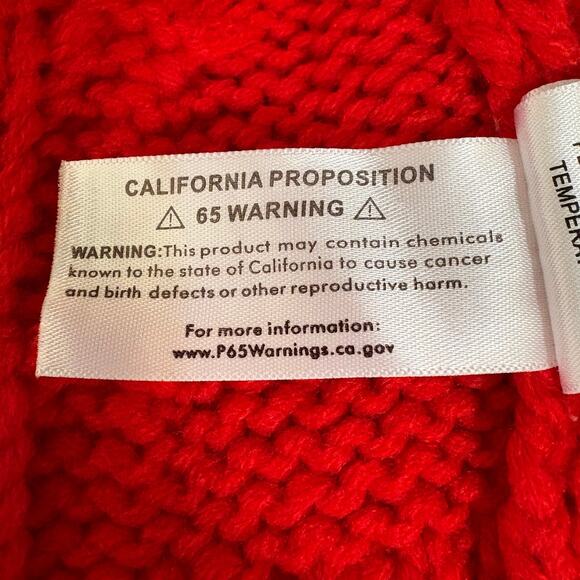 CALIFORNIA PROPOSITION
⚠ 65 WARNING ⚠
WARNING:This product may contain chemicals
known to the state of California to cause cancer
and birth defects or other reproductive harm.
For more information:
www.P65Warnings.ca.gov